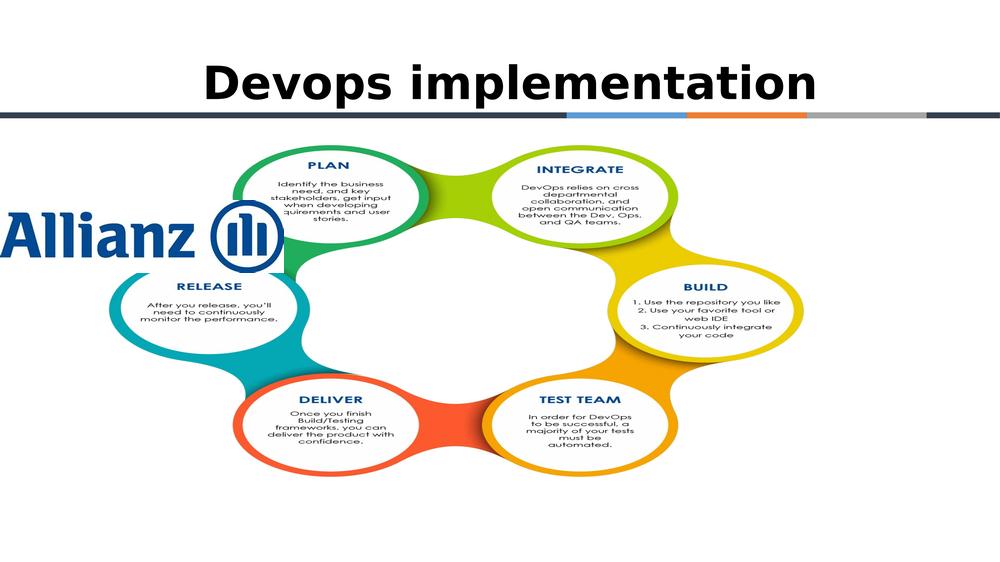 Devops implementation
PLAN
Identify the business
need, and key
stakeholders, get input
when developing
quirements and user
stories.
INTEGRATE
DevOps relies on cross
departmental
collaboration, and
open communication
between the Dev, Ops,
and QA teams.
Allianz
RELEASE
After you release, you'll
need to continuously
monitor the performance.
BUILD
1. Use the repository you like
2. Use your favorite tool or
web IDE
3. Continuously integrate
your code
DELIVER
Once you finish
Build/Testing
frameworks, you can
deliver the product with
confidence.
TEST TEAM
In order for DevOps
to be successful, a
majority of your tests
must be
automated.